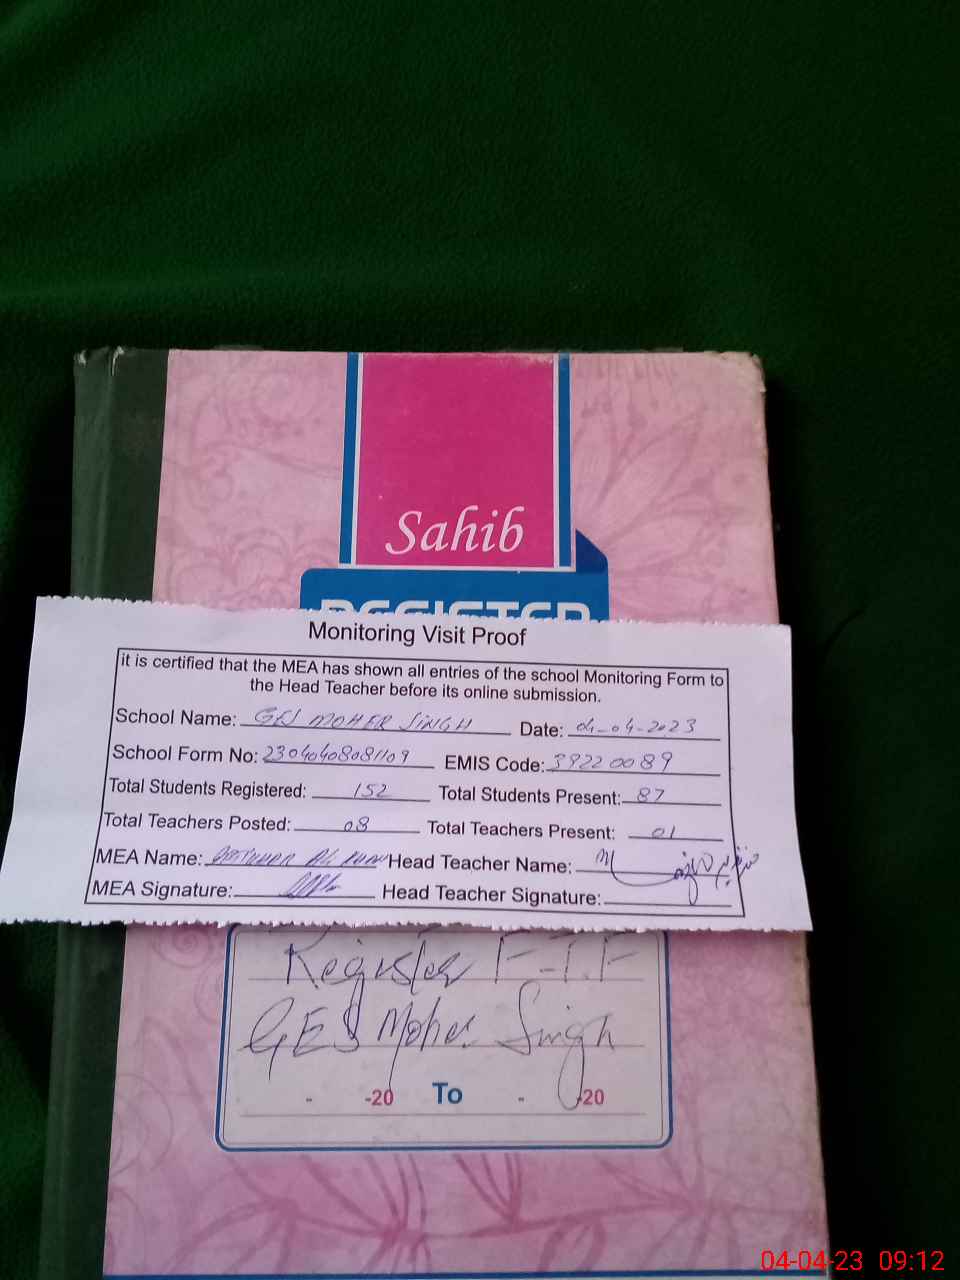 Sahib
REGISTER
Monitoring Visit Proof
it is certified that the MEA has shown all entries of the school Monitoring Form to
the Head Teacher before its online submission.
School Name: GES MOHER SINGH Date: 04-04-2023
School Form No: 23040408081109 EMIS Code: 39220089
Total Students Registered: 152 Total Students Present: 87
Total Teachers Posted: 08 Total Teachers Present: 01
MEA Name: Head Teacher Name:
MEA Signature: Head Teacher Signature:
Register F.T.F
GES Moher Singh
- -20 To - -20
04-04-23 09:12